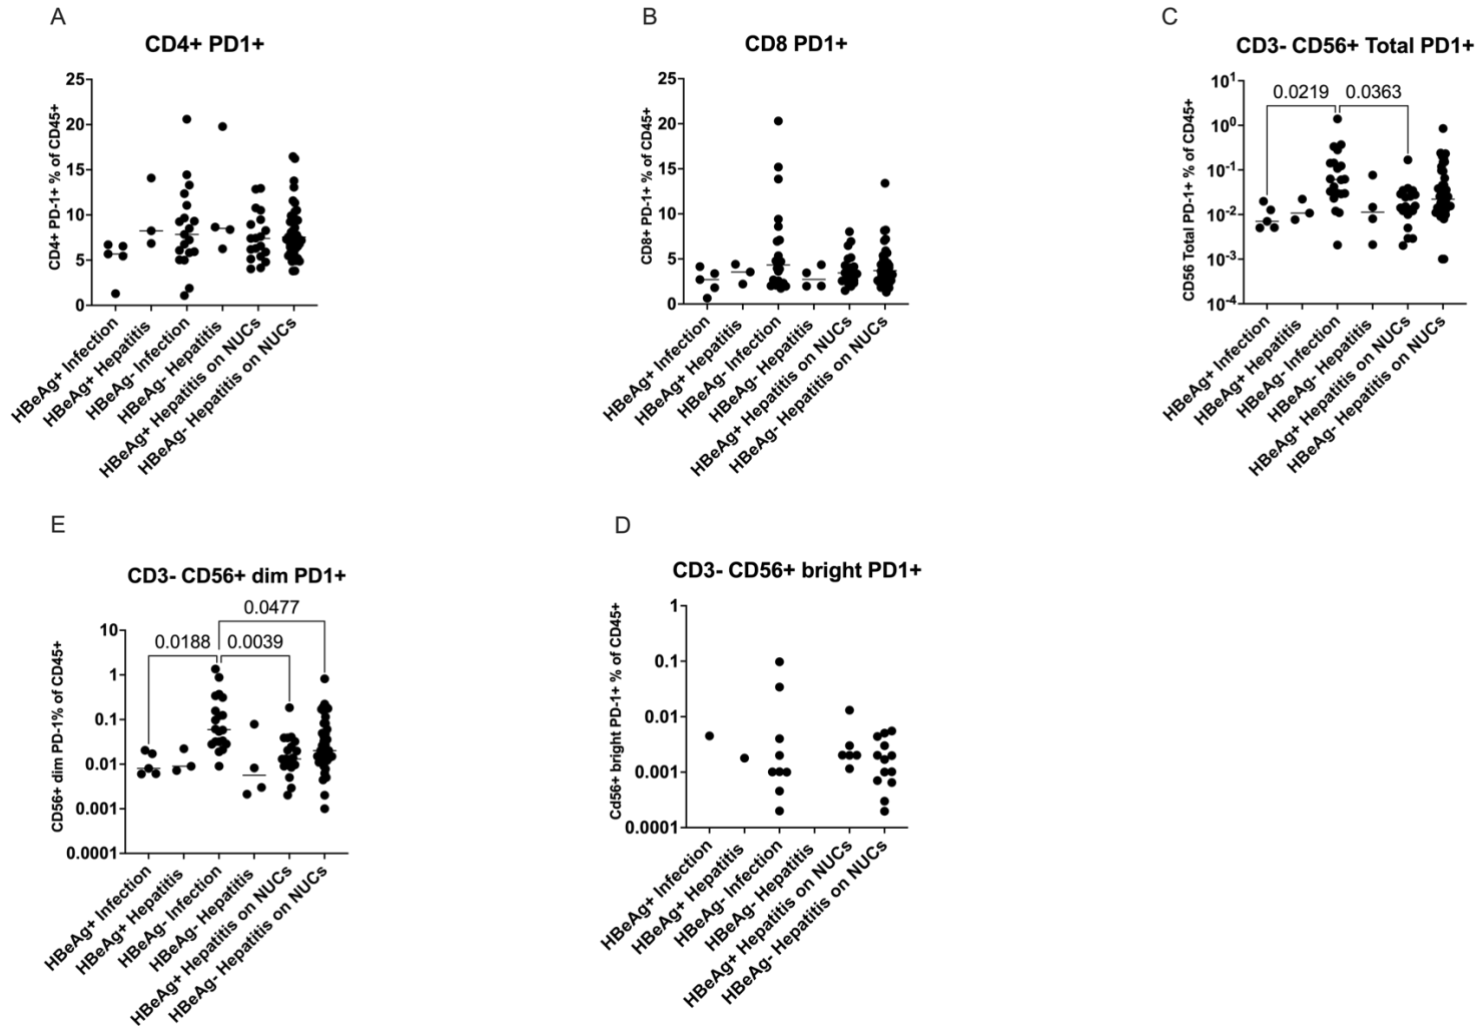 A
CD4+ PD1+
CD4+ PD-1+ % of CD45+
25
20
15
10
5
0
HBeAg+ Infection
HBeAg+ Hepatitis
HBeAg- Infection
HBeAg- Hepatitis
HBeAg+ Hepatitis on NUCs
HBeAg- Hepatitis on NUCs
B
CD8 PD1+
CD8+ PD-1+ % of CD45+
25
20
15
10
5
0
HBeAg+ Infection
HBeAg+ Hepatitis
HBeAg- Infection
HBeAg- Hepatitis
HBeAg+ Hepatitis on NUCs
HBeAg- Hepatitis on NUCs
C
CD3- CD56+ Total PD1+
CD56 Total PD-1+ % of CD45+
10¹
10⁰
10⁻¹
10⁻²
10⁻³
10⁻⁴
0.0219 0.0363
HBeAg+ Infection
HBeAg+ Hepatitis
HBeAg- Infection
HBeAg- Hepatitis
HBeAg+ Hepatitis on NUCs
HBeAg- Hepatitis on NUCs
E
CD3- CD56+ dim PD1+
CD56+ dim PD-1% of CD45+
0.0477
0.0188 0.0039
10
1
0.1
0.01
0.001
0.0001
HBeAg+ Infection
HBeAg+ Hepatitis
HBeAg- Infection
HBeAg- Hepatitis
HBeAg+ Hepatitis on NUCs
HBeAg- Hepatitis on NUCs
D
CD3- CD56+ bright PD1+
Cd56+ bright PD-1+ % of CD45+
1
0.1
0.01
0.001
0.0001
HBeAg+ Infection
HBeAg+ Hepatitis
HBeAg- Infection
HBeAg- Hepatitis
HBeAg+ Hepatitis on NUCs
HBeAg- Hepatitis on NUCs